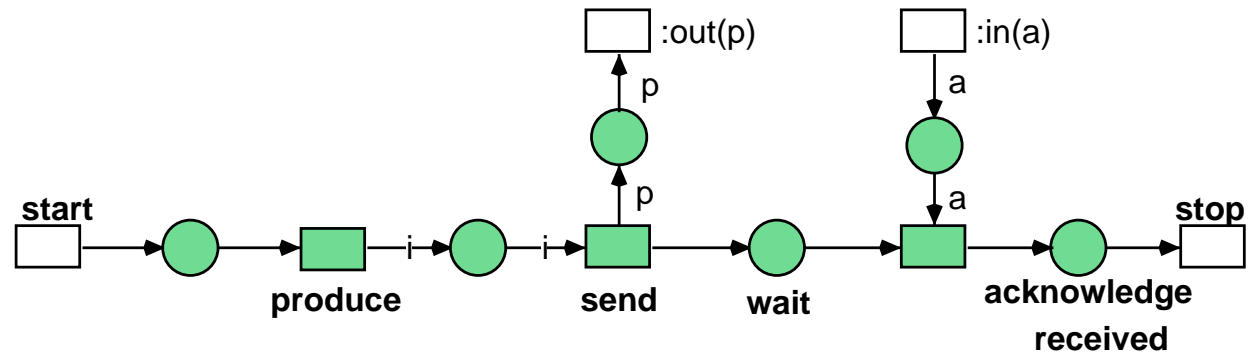 :out(p)
:in(a)
p
a
p
a
start
stop
i
i
produce
send
wait
acknowledge
received